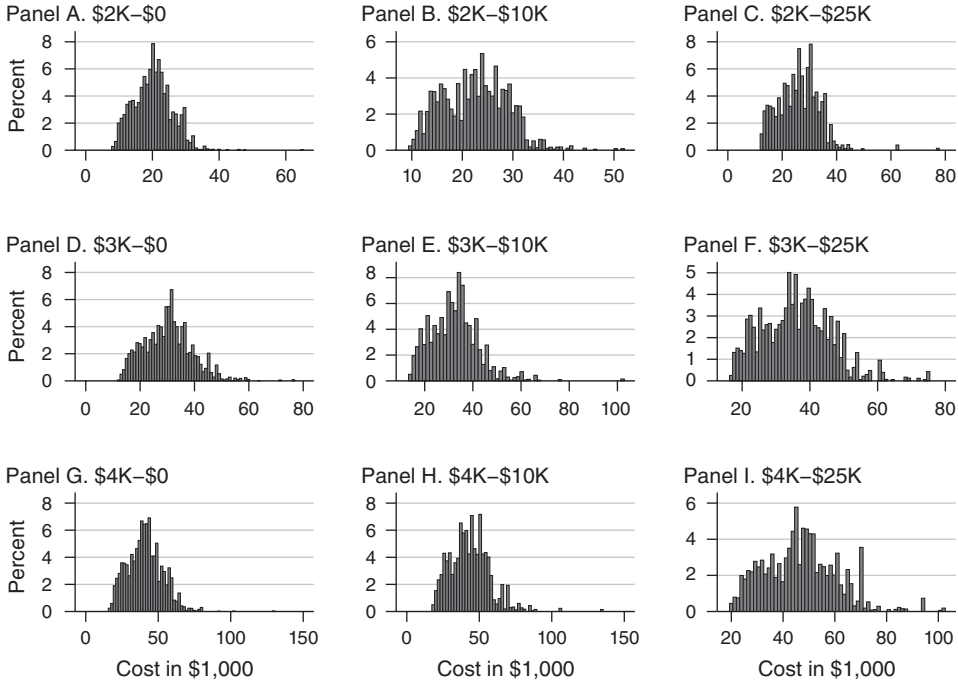 Panel A. $2K–$0
Panel B. $2K–$10K
Panel C. $2K–$25K
Percent
8
6
4
2
0
0 20 40 60
6
4
2
0
10 20 30 40 50
8
6
4
2
0
0 20 40 60 80
Panel D. $3K–$0
Panel E. $3K–$10K
Panel F. $3K–$25K
Percent
8
6
4
2
0
0 20 40 60 80
8
6
4
2
0
20 40 60 80 100
5
4
3
2
1
0
20 40 60 80
Panel G. $4K–$0
Panel H. $4K–$10K
Panel I. $4K–$25K
Percent
8
6
4
2
0
0 50 100 150
8
6
4
2
0
0 50 100 150
6
4
2
0
20 40 60 80 100
Cost in $1,000
Cost in $1,000
Cost in $1,000